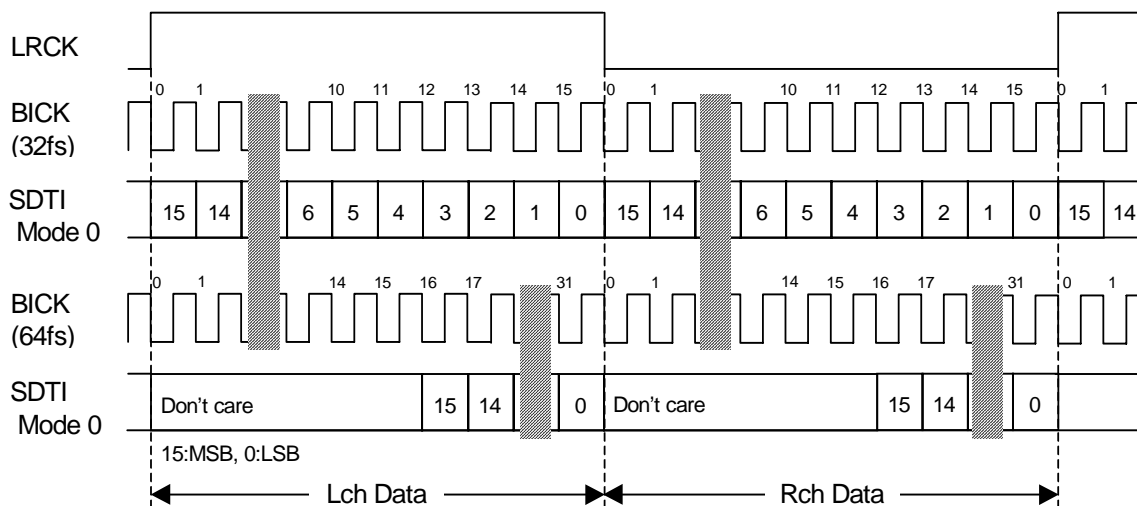 LRCK
0 1 10 11 12 13 14 15 0 1 10 11 12 13 14 15 0 1
BICK
(32fs)
SDTI
Mode 0
15 14 6 5 4 3 2 1 0 15 14 6 5 4 3 2 1 0 15 14
0 1 14 15 16 17 31 0 1 14 15 16 17 31 0 1
BICK
(64fs)
SDTI
Mode 0
Don't care 15 14 0 Don't care 15 14 0
15:MSB, 0:LSB
Lch Data Rch Data